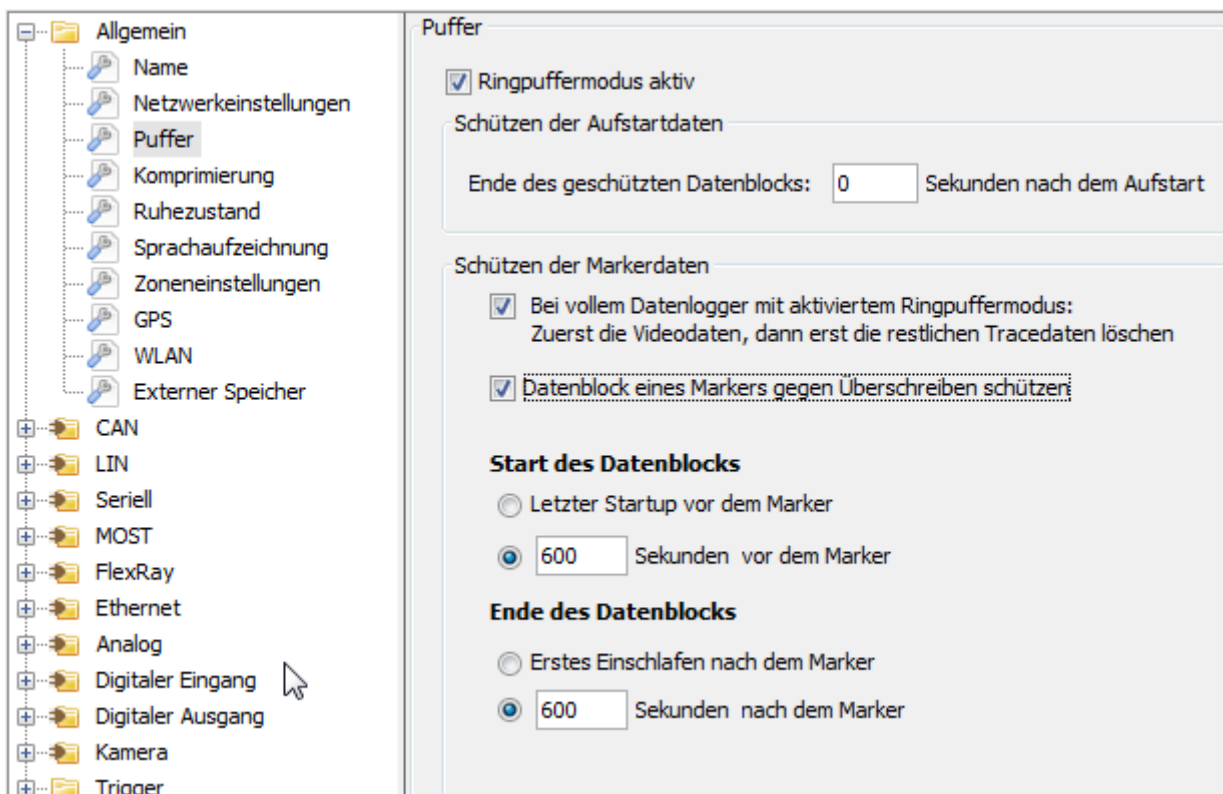 Allgemein
Name
Netzwerkeinstellungen
Puffer
Komprimierung
Ruhezustand
Sprachaufzeichnung
Zoneneinstellungen
GPS
WLAN
Externer Speicher
CAN
LIN
Seriell
MOST
FlexRay
Ethernet
Analog
Digitaler Eingang
Digitaler Ausgang
Kamera
Trigger
Puffer
Ringpuffermodus aktiv
Schützen der Aufstartdaten
Ende des geschützten Datenblocks: 0 Sekunden nach dem Aufstart
Schützen der Markerdaten
Bei vollem Datenlogger mit aktiviertem Ringpuffermodus:
Zuerst die Videodaten, dann erst die restlichen Tracedaten löschen
Datenblock eines Markers gegen Überschreiben schützen
Start des Datenblocks
Letzter Startup vor dem Marker
600 Sekunden vor dem Marker
Ende des Datenblocks
Erstes Einschlafen nach dem Marker
600 Sekunden nach dem Marker